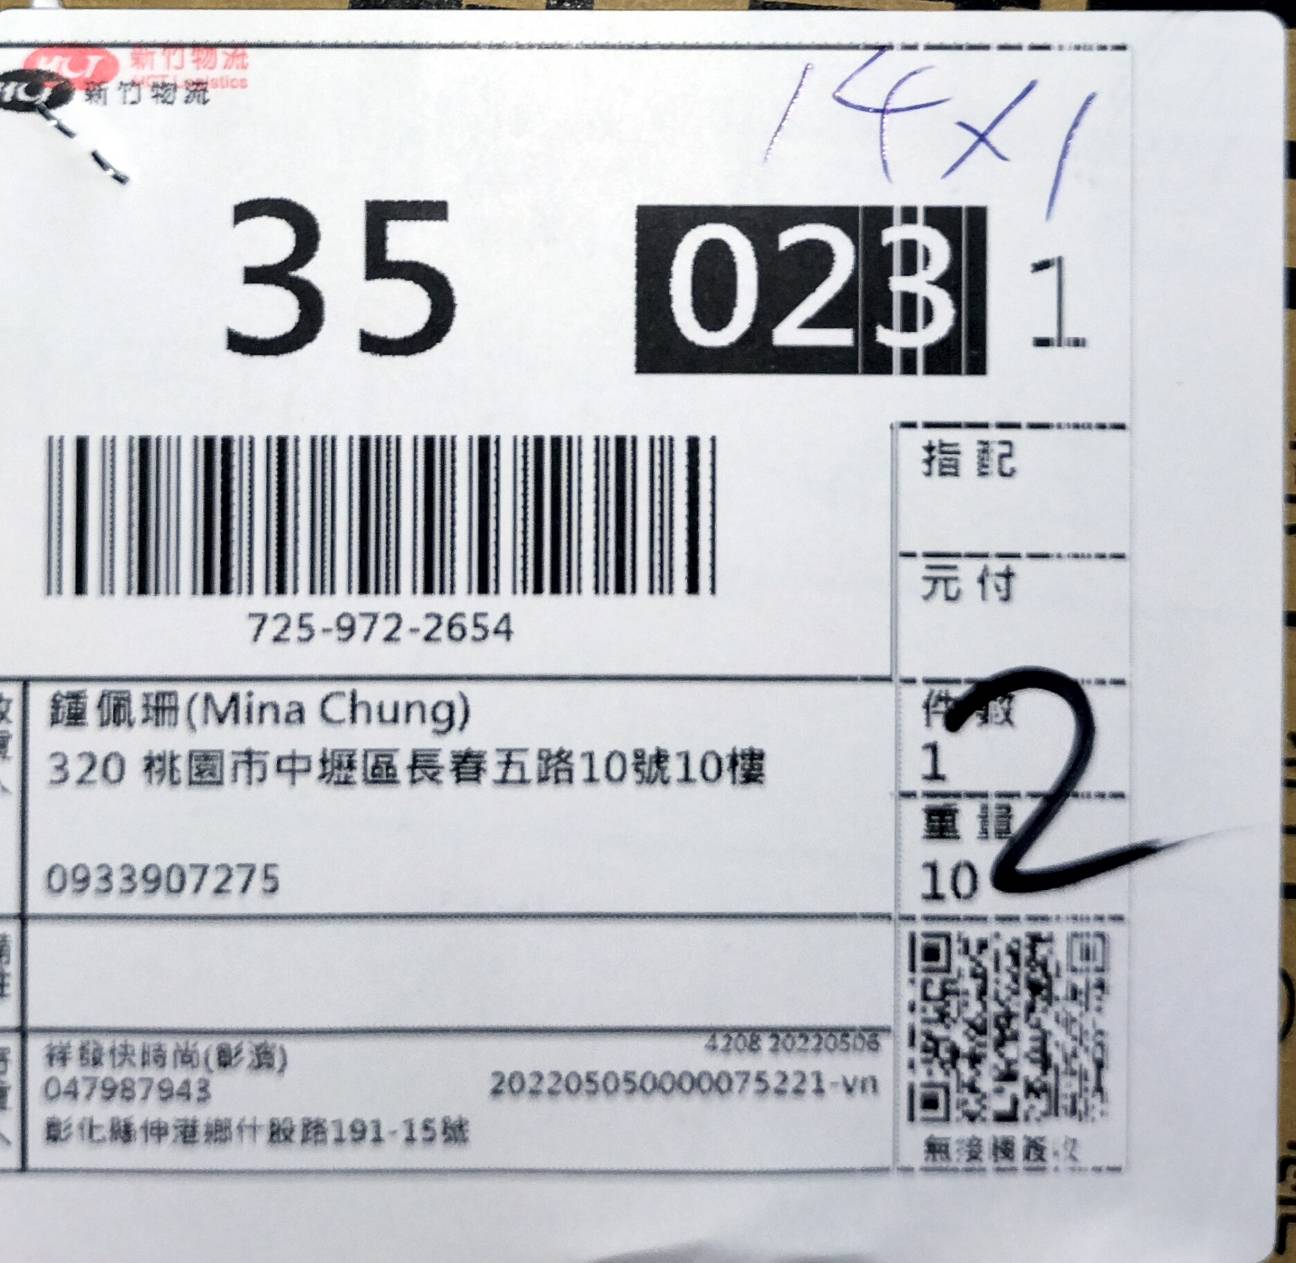 HCT 新竹物流
HCT Logistics
HCT 新竹物流
14×1
35 023 1
指配
元付
725-972-2654
鍾佩珊(Mina Chung)
320 桃園市中壢區長春五路10號10樓
0933907275
件數
1
2
重量
10
4208 20220506
祥發快時尚(彰濱)
047987943
202205050000075221-vn
彰化縣伸港鄉什股路191-15號
無接觸簽收